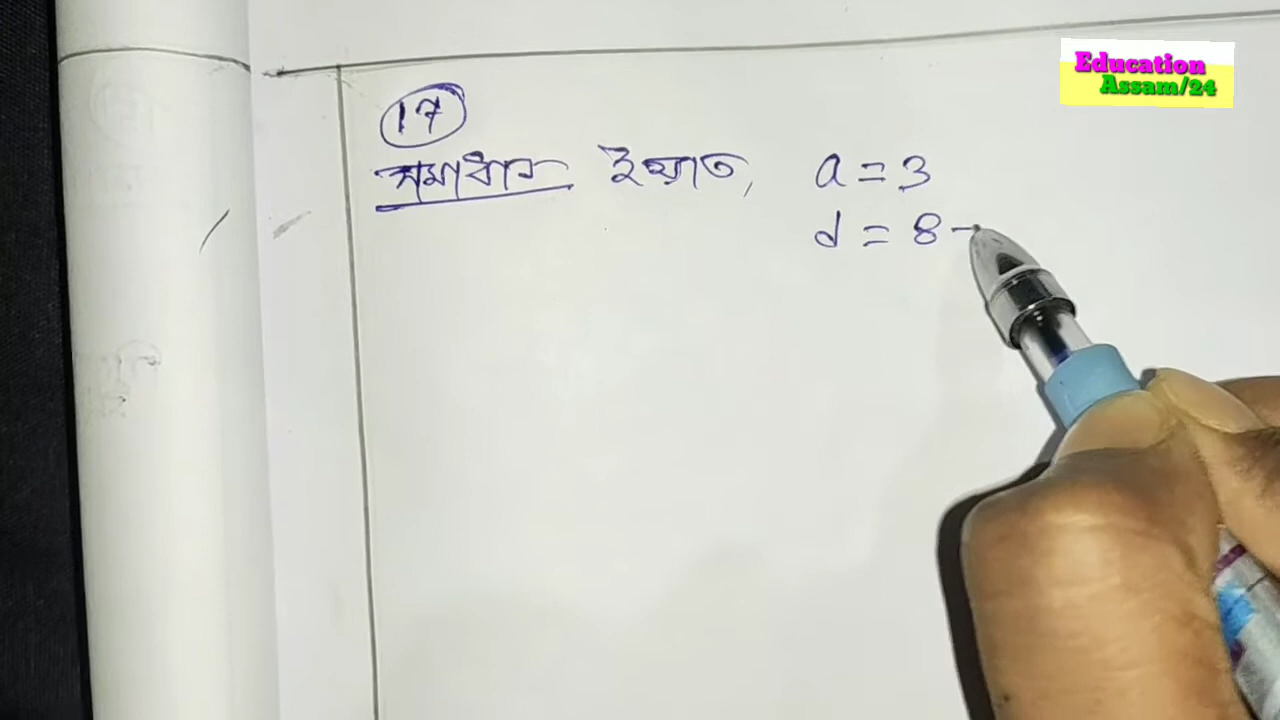 17
সমাধান ইয়াত, a = 3
d = 8 -
Education
Assam/24